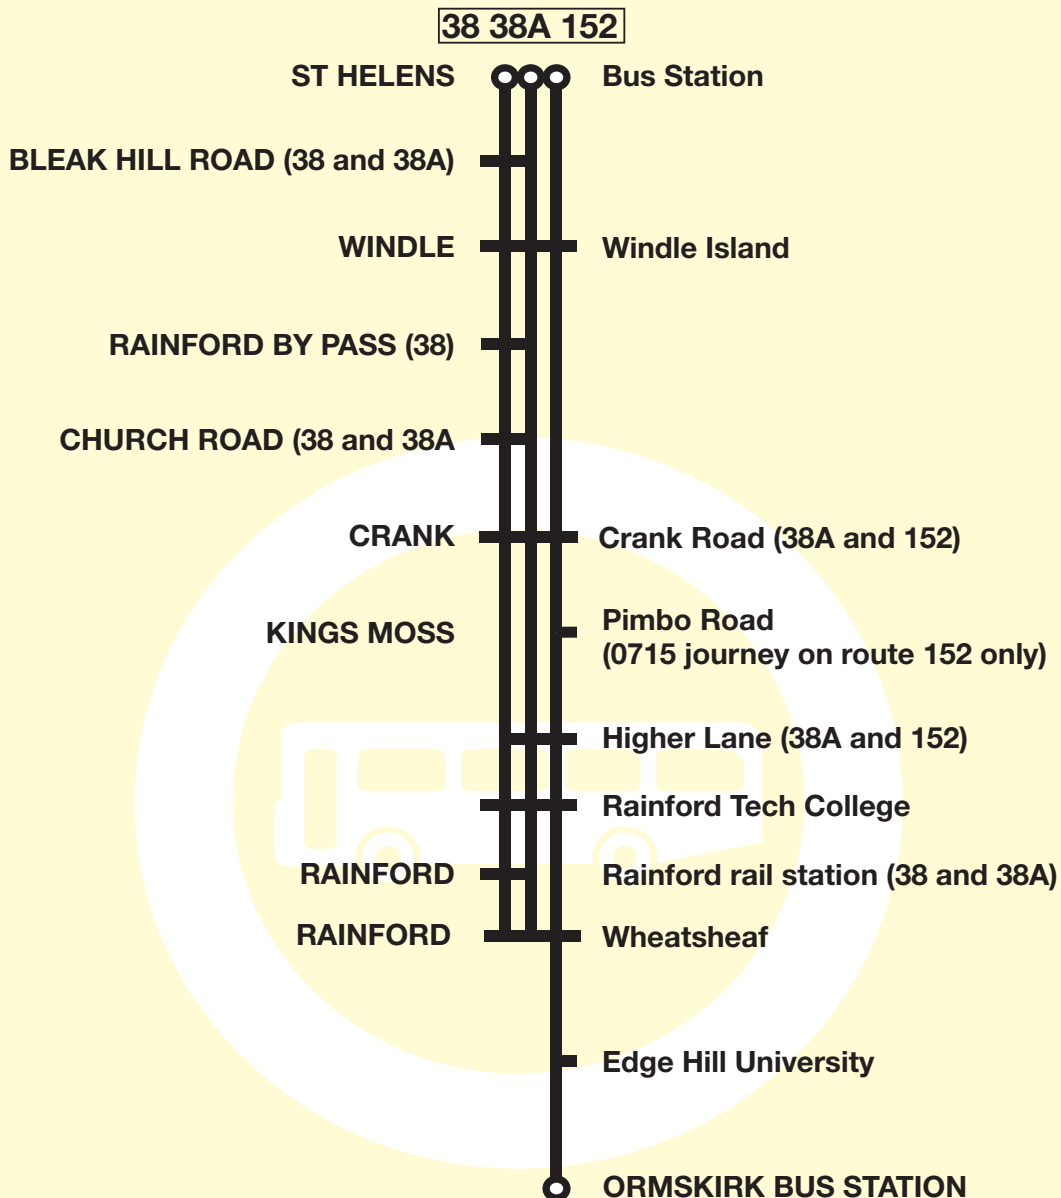 38 38A 152
ST HELENS Bus Station
BLEAK HILL ROAD (38 and 38A)
WINDLE Windle Island
RAINFORD BY PASS (38)
CHURCH ROAD (38 and 38A
CRANK Crank Road (38A and 152)
KINGS MOSS Pimbo Road
(0715 journey on route 152 only)
Higher Lane (38A and 152)
Rainford Tech College
RAINFORD Rainford rail station (38 and 38A)
RAINFORD Wheatsheaf
Edge Hill University
ORMSKIRK BUS STATION